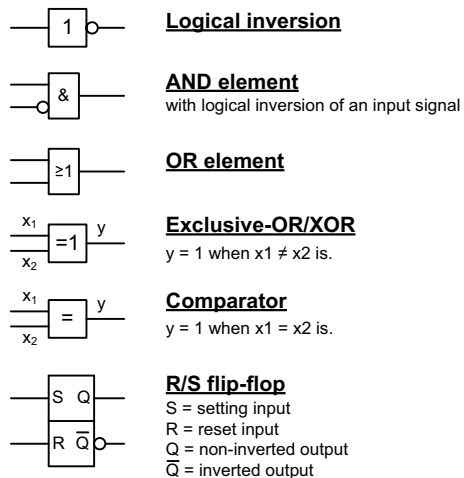 1
Logical inversion
&
AND element
with logical inversion of an input signal
≥1
OR element
x₁
x₂
=1
y
Exclusive-OR/XOR
y = 1 when x1 ≠ x2 is.
x₁
x₂
=
y
Comparator
y = 1 when x1 = x2 is.
S Q
R Q̅
R/S flip-flop
S = setting input
R = reset input
Q = non-inverted output
Q̅ = inverted output